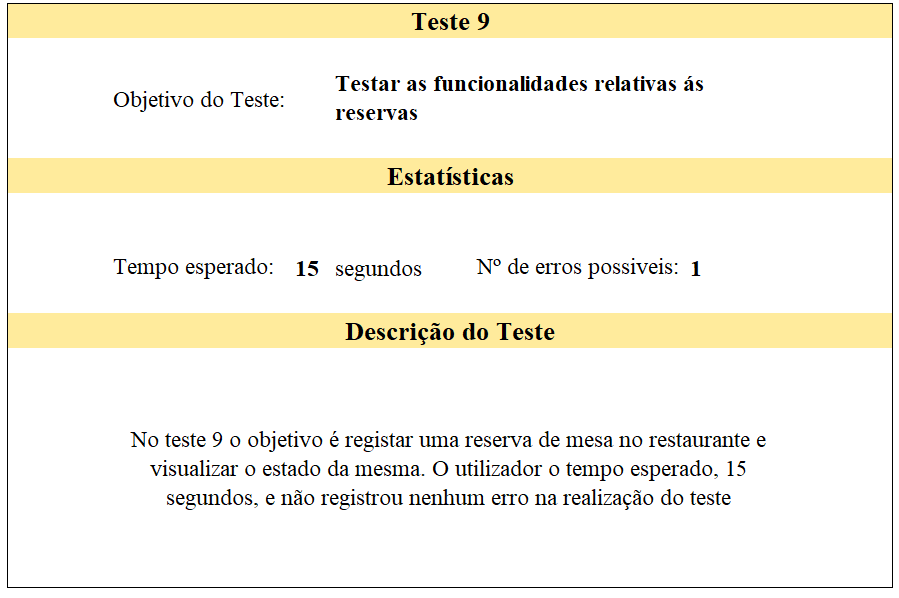 Teste 9
Objetivo do Teste:
Testar as funcionalidades relativas ás
reservas
Estatísticas
Tempo esperado: 15 segundos Nº de erros possiveis: 1
Descrição do Teste
No teste 9 o objetivo é registar uma reserva de mesa no restaurante e
visualizar o estado da mesma. O utilizador o tempo esperado, 15
segundos, e não registrou nenhum erro na realização do teste